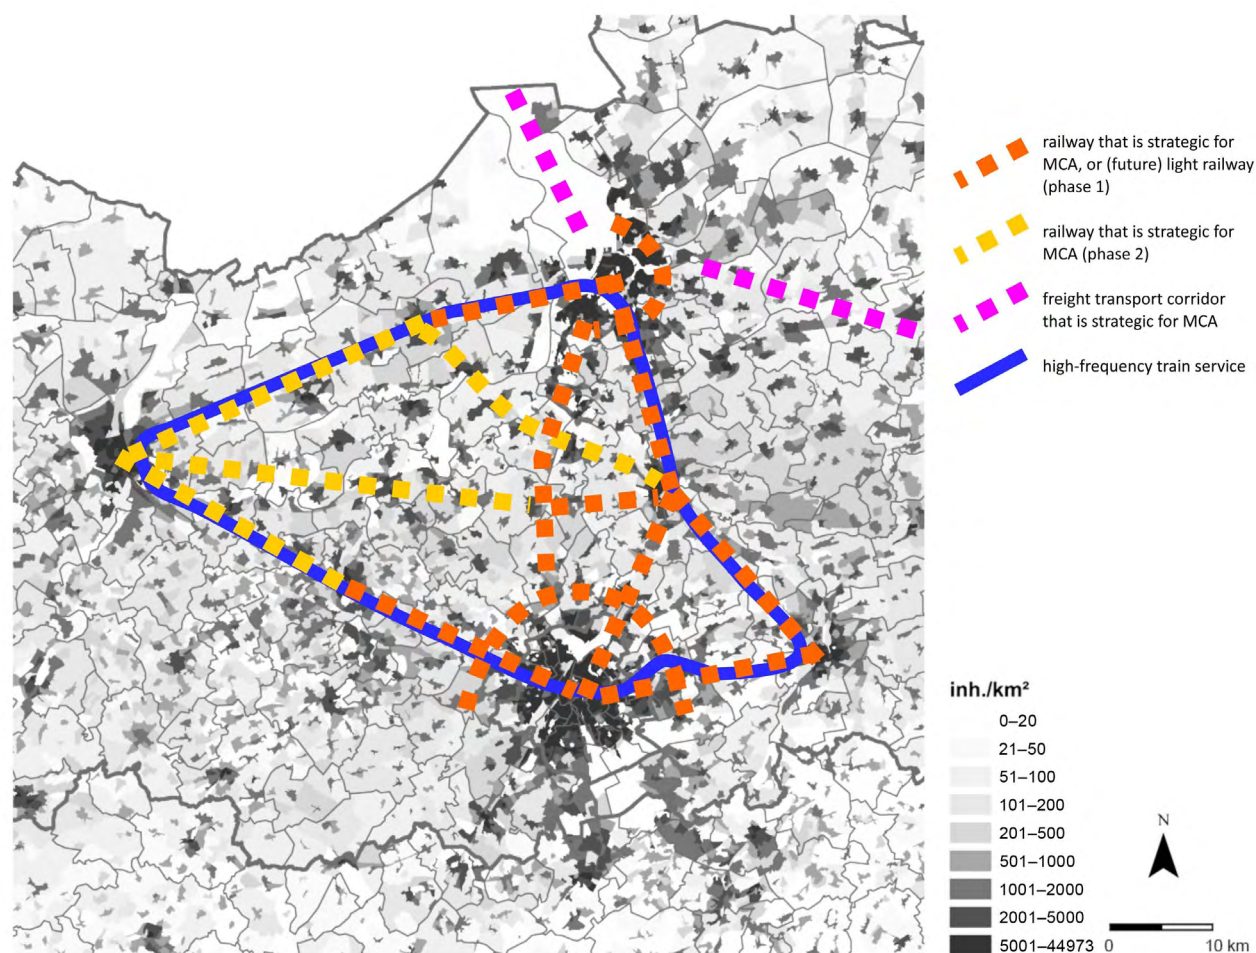 railway that is strategic for
MCA, or (future) light railway
(phase 1)
railway that is strategic for
MCA (phase 2)
freight transport corridor
that is strategic for MCA
high-frequency train service
inh./km²
0–20
21–50
51–100
101–200
201–500
501–1000
1001–2000
2001–5000
5001–44973
N
0 10 km